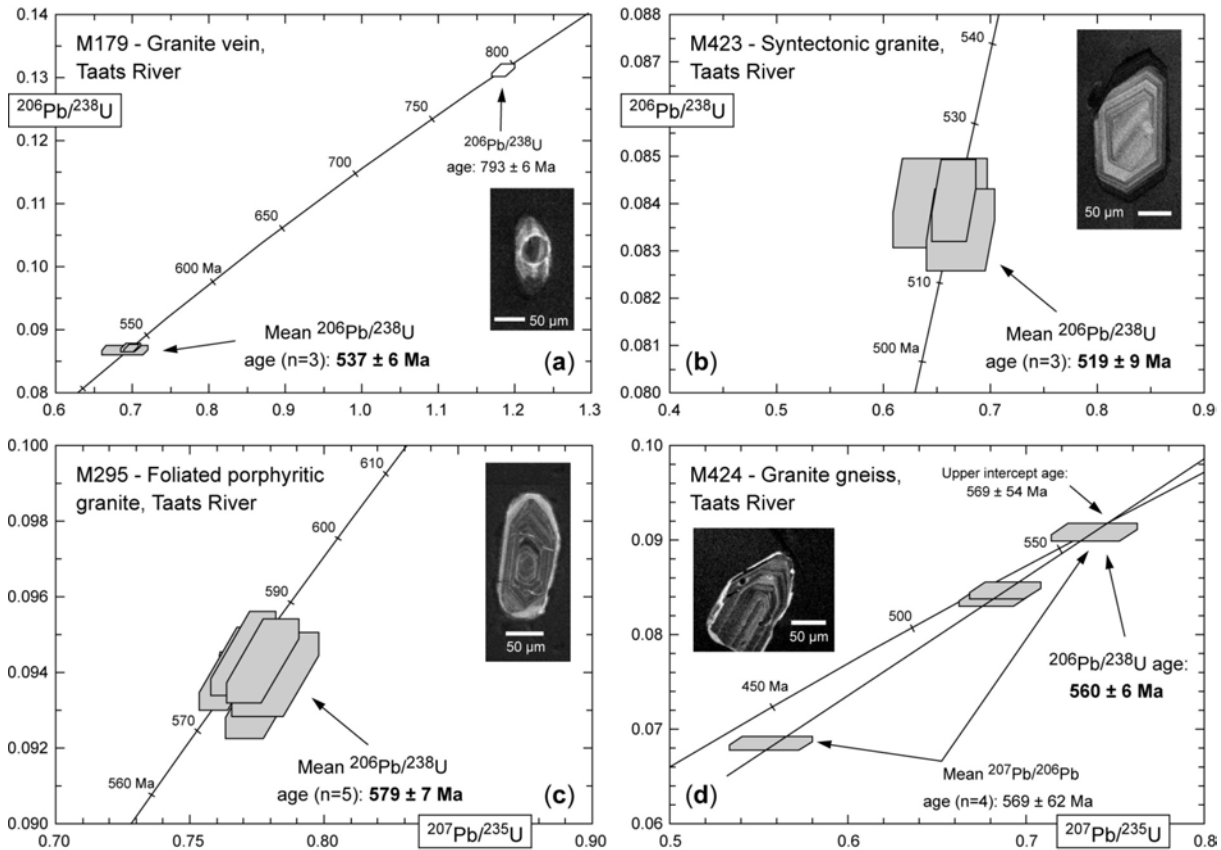 0.14
0.13
0.12
0.11
0.10
0.09
0.08
0.6 0.7 0.8 0.9 1.0 1.1 1.2 1.3
M179 - Granite vein,
Taats River
206Pb/238U
800
750
700
650
600 Ma
550
206Pb/238U
age: 793 ± 6 Ma
50 µm
Mean 206Pb/238U
age (n=3): 537 ± 6 Ma
(a)
0.088
0.087
0.086
0.085
0.084
0.083
0.082
0.081
0.080
0.4 0.5 0.6 0.7 0.8 0.9
M423 - Syntectonic granite,
Taats River
206Pb/238U
540
530
510
500 Ma
50 µm
Mean 206Pb/238U
age (n=3): 519 ± 9 Ma
(b)
0.100
0.098
0.096
0.094
0.092
0.090
0.70 0.75 0.80 0.90
M295 - Foliated porphyritic
granite, Taats River
610
600
590
570
560 Ma
50 µm
Mean 206Pb/238U
age (n=5): 579 ± 7 Ma
(c)
207Pb/235U
0.10
0.09
0.08
0.07
0.06
0.5 0.6 0.7 0.8
M424 - Granite gneiss,
Taats River
Upper intercept age:
569 ± 54 Ma
550
500
450 Ma
50 µm
206Pb/238U age:
560 ± 6 Ma
Mean 207Pb/206Pb
age (n=4): 569 ± 62 Ma
(d)
207Pb/235U